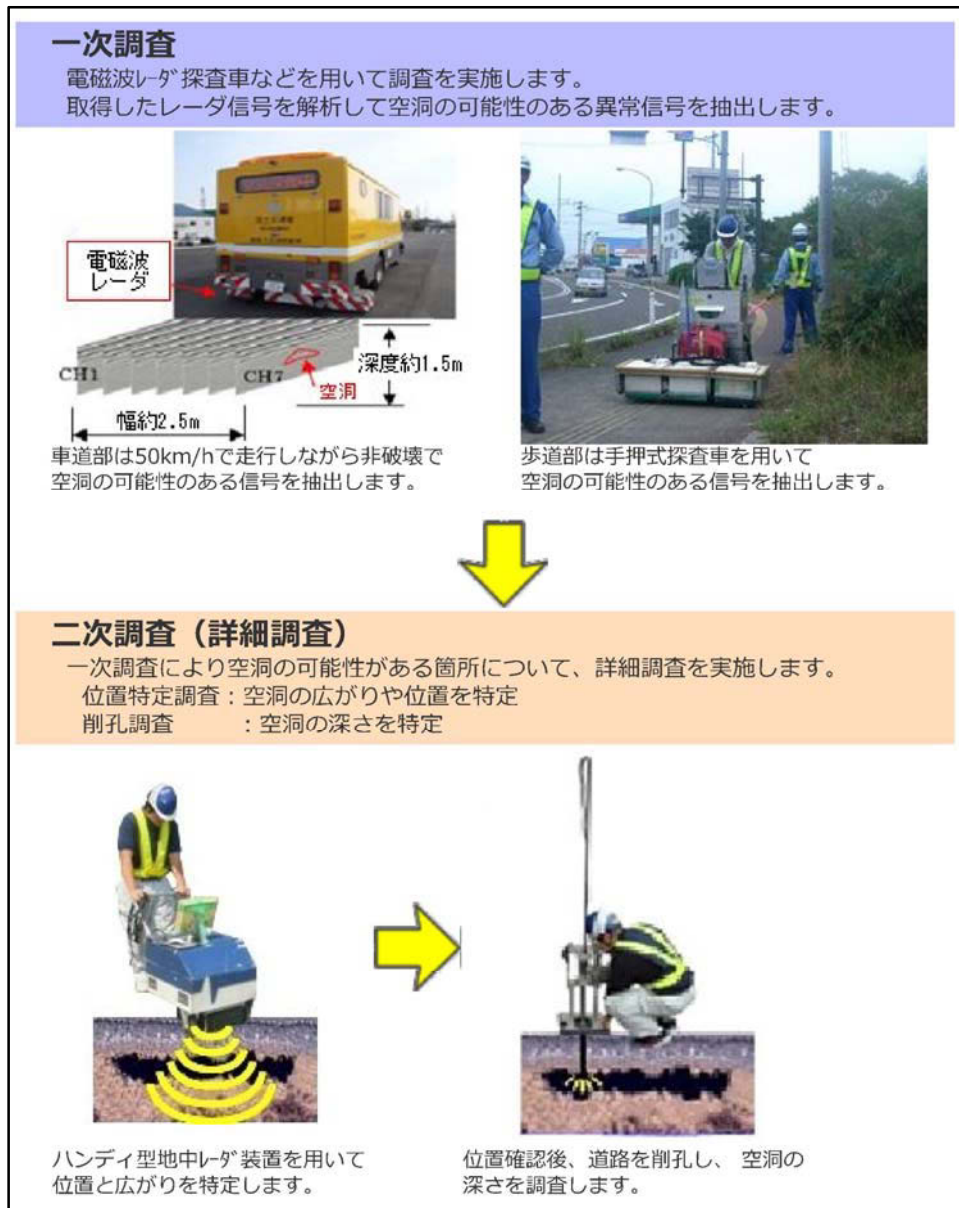 一次調査
電磁波ﾚｰﾀﾞ探査車などを用いて調査を実施します。
取得したレーダ信号を解析して空洞の可能性のある異常信号を抽出します。
電磁波
レーダ
CH1
CH7
空洞
深度約1.5m
幅約2.5m
車道部は50km/hで走行しながら非破壊で
空洞の可能性のある信号を抽出します。
歩道部は手押式探査車を用いて
空洞の可能性のある信号を抽出します。
二次調査（詳細調査）
一次調査により空洞の可能性がある箇所について、詳細調査を実施します。
位置特定調査：空洞の広がりや位置を特定
削孔調査　　　：空洞の深さを特定
ハンディ型地中ﾚｰﾀﾞ装置を用いて
位置と広がりを特定します。
位置確認後、道路を削孔し、 空洞の
深さを調査します。